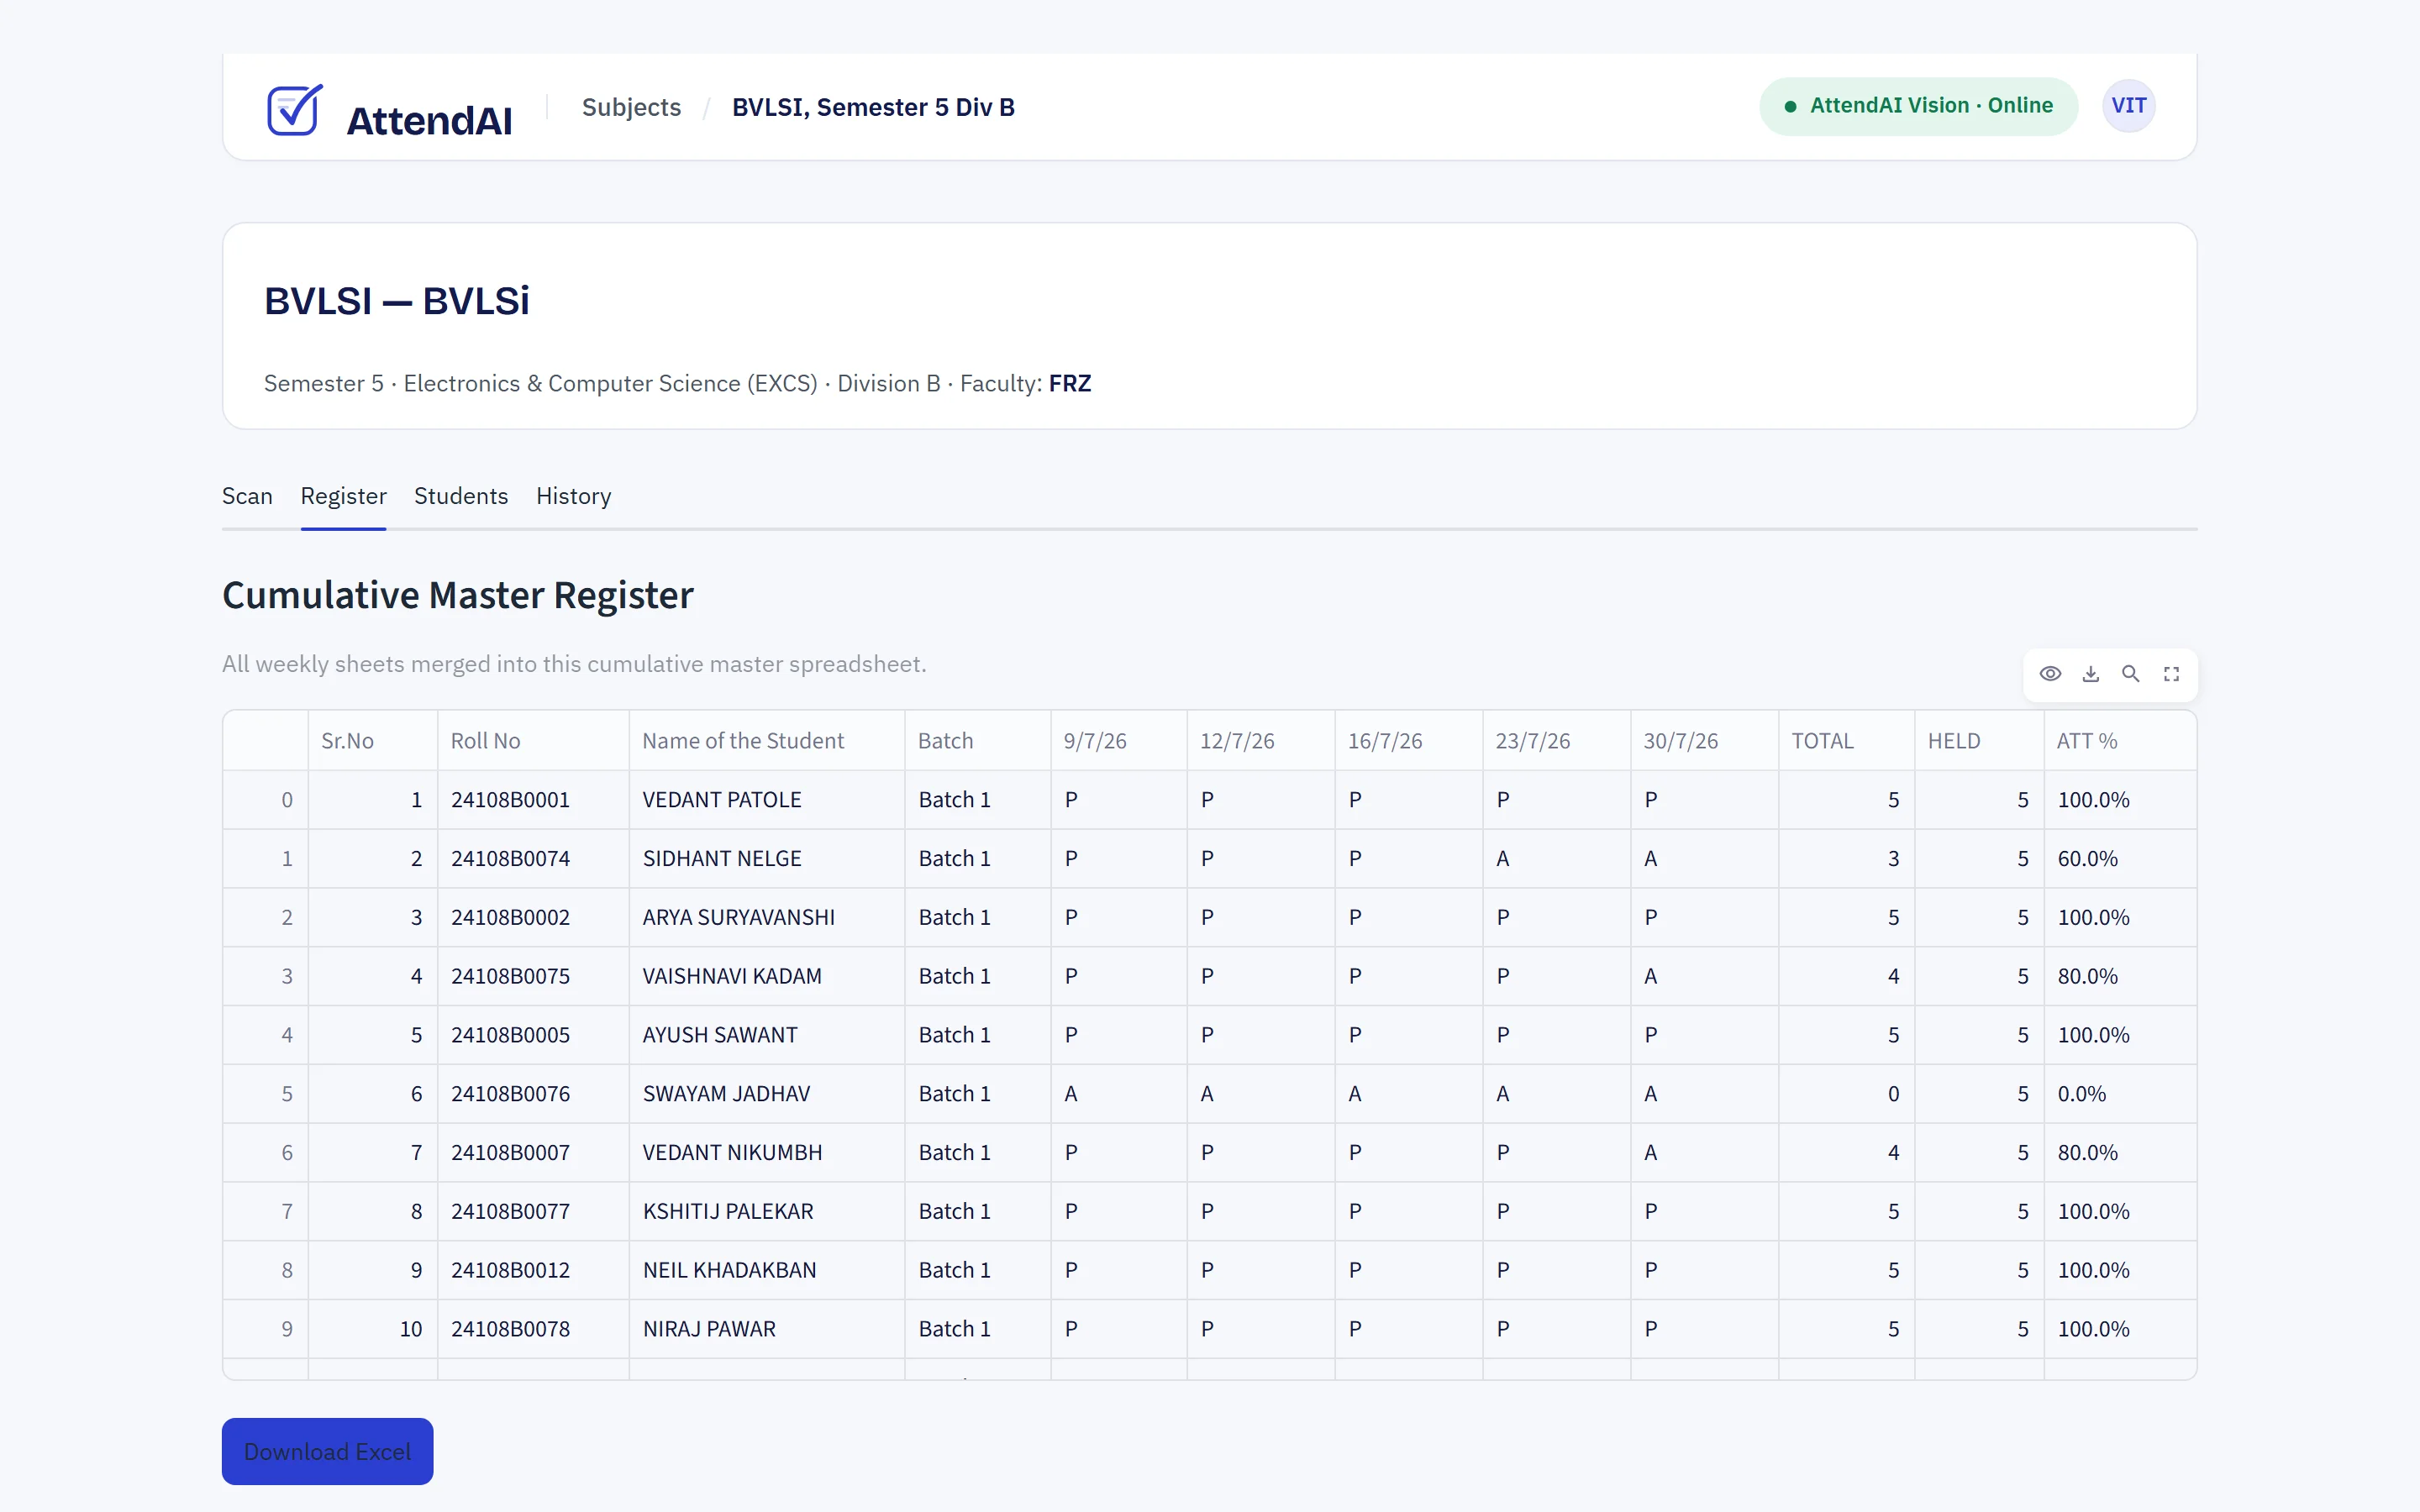 AttendAI Subjects / BVLSI, Semester 5 Div B AttendAI Vision · Online VIT
BVLSI — BVLSi
Semester 5 · Electronics & Computer Science (EXCS) · Division B · Faculty: FRZ
Scan Register Students History
Cumulative Master Register
All weekly sheets merged into this cumulative master spreadsheet.
Sr.No Roll No Name of the Student Batch 9/7/26 12/7/26 16/7/26 23/7/26 30/7/26 TOTAL HELD ATT %
0 1 24108B0001 VEDANT PATOLE Batch 1 P P P P P 5 5 100.0%
1 2 24108B0074 SIDHANT NELGE Batch 1 P P P A A 3 5 60.0%
2 3 24108B0002 ARYA SURYAVANSHI Batch 1 P P P P P 5 5 100.0%
3 4 24108B0075 VAISHNAVI KADAM Batch 1 P P P P A 4 5 80.0%
4 5 24108B0005 AYUSH SAWANT Batch 1 P P P P P 5 5 100.0%
5 6 24108B0076 SWAYAM JADHAV Batch 1 A A A A A 0 5 0.0%
6 7 24108B0007 VEDANT NIKUMBH Batch 1 P P P P A 4 5 80.0%
7 8 24108B0077 KSHITIJ PALEKAR Batch 1 P P P P P 5 5 100.0%
8 9 24108B0012 NEIL KHADAKBAN Batch 1 P P P P P 5 5 100.0%
9 10 24108B0078 NIRAJ PAWAR Batch 1 P P P P P 5 5 100.0%
Download Excel